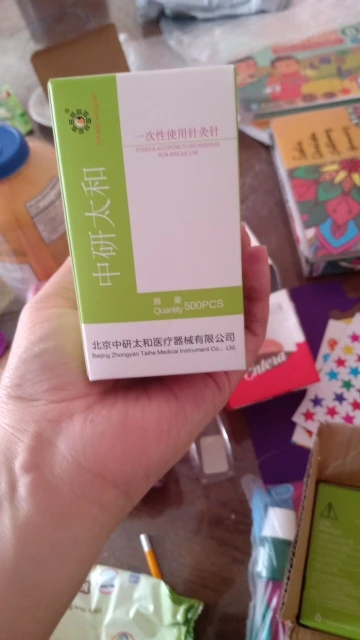 中研太和
一次性使用针灸针
STERILE ACUPUNCTURE NEEDLES
FOR SINGLE USE
数 量
Quantity 500PCS
北京中研太和医疗器械有限公司
Beijing Zhongyan Taihe Medical Instrument Co., Ltd.